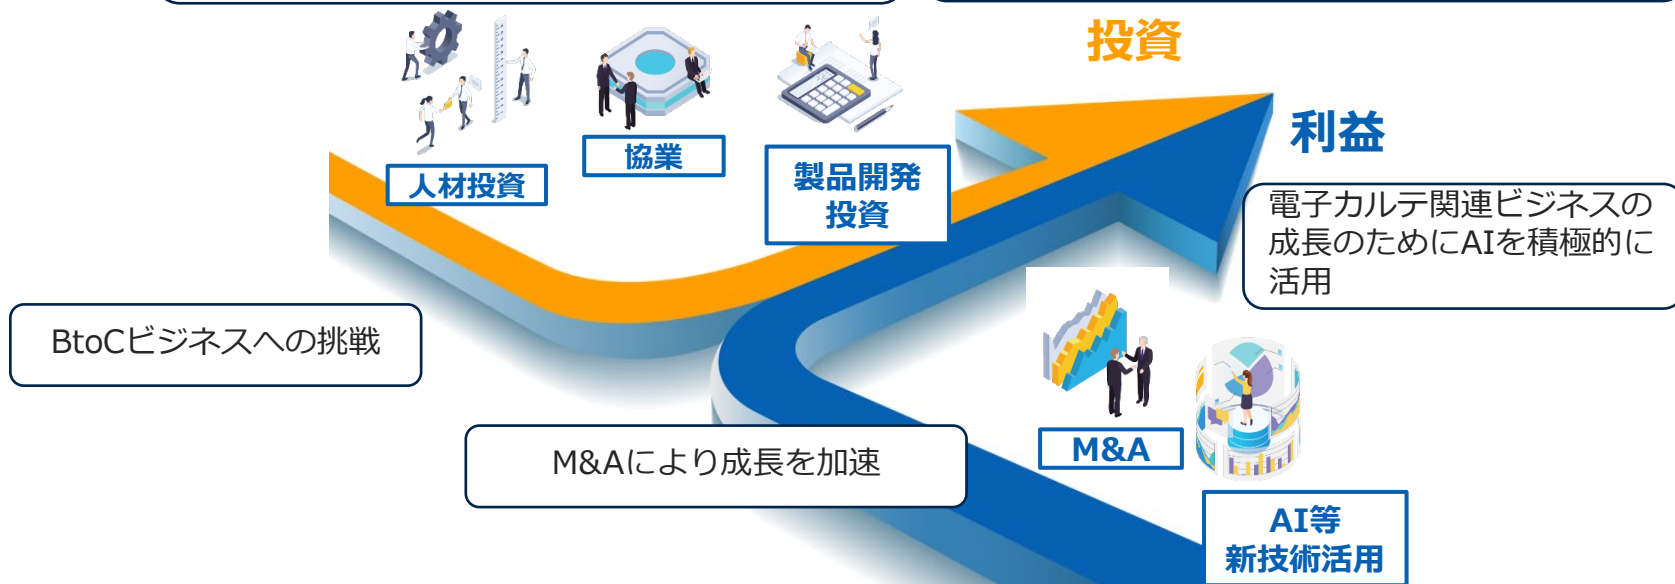 投資
利益
人材投資
協業
製品開発
投資
電子カルテ関連ビジネスの
成長のためにAIを積極的に
活用
BtoCビジネスへの挑戦
M&Aにより成長を加速
M&A
AI等
新技術活用